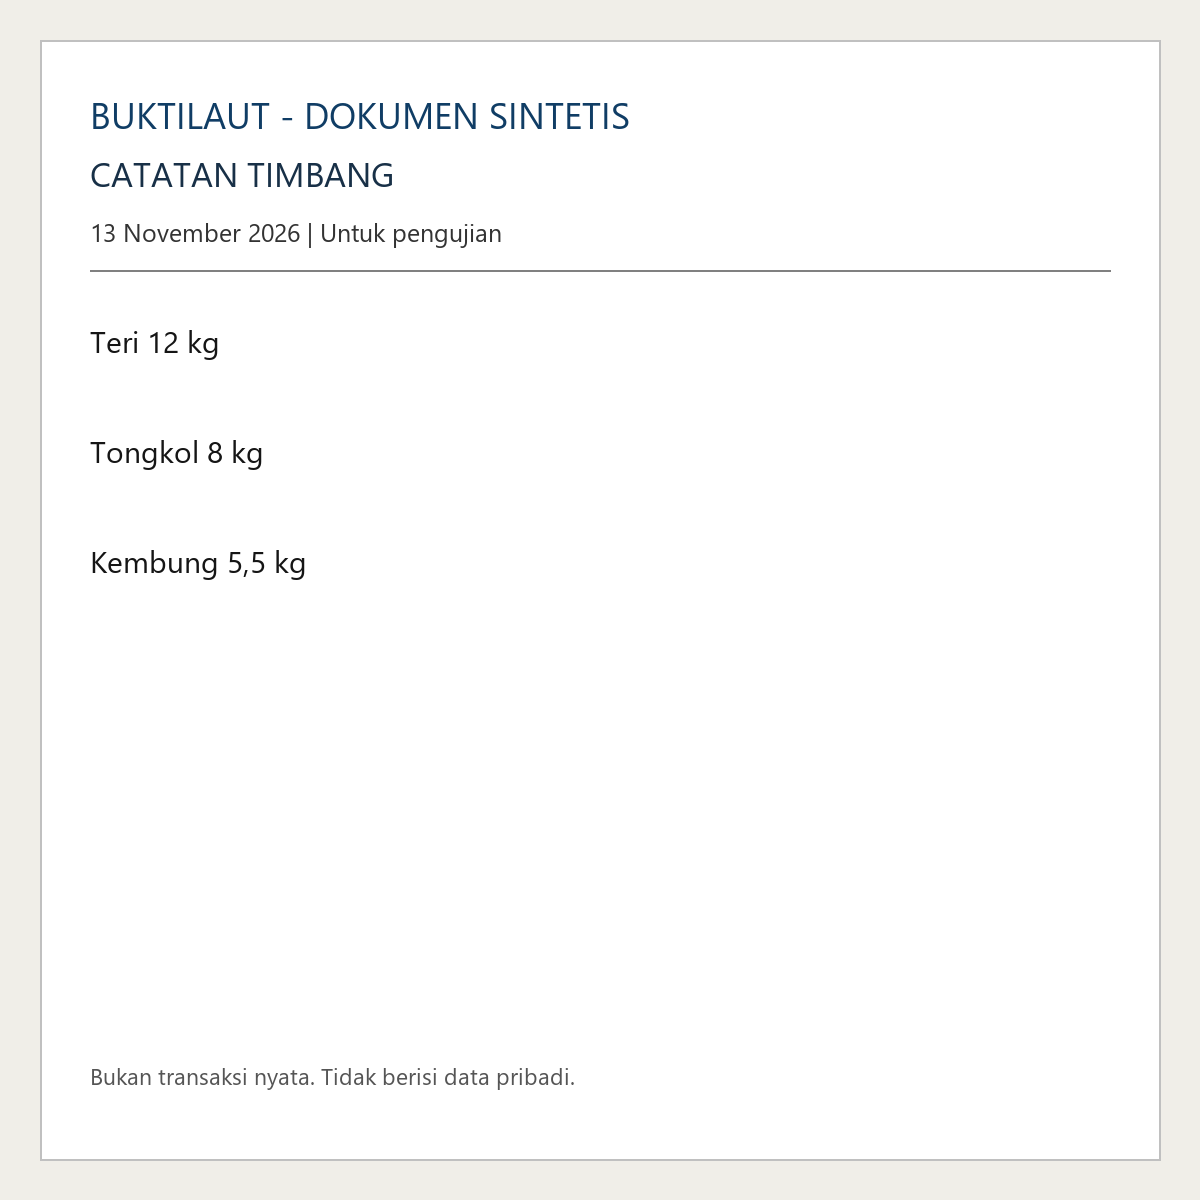 BUKTILAUT - DOKUMEN SINTETIS
CATATAN TIMBANG
13 November 2026 | Untuk pengujian
Teri 12 kg
Tongkol 8 kg
Kembung 5,5 kg
Bukan transaksi nyata. Tidak berisi data pribadi.